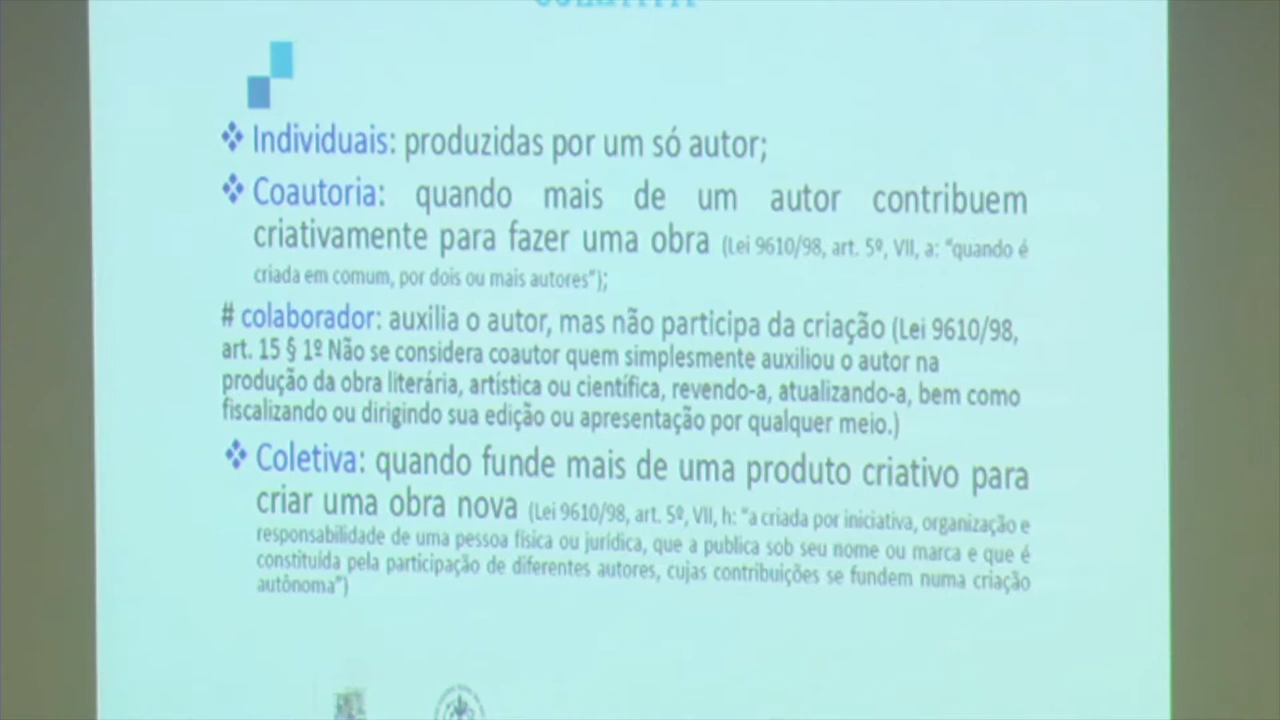 ❖ Individuais: produzidas por um só autor;
❖ Coautoria: quando mais de um autor contribuem
criativamente para fazer uma obra (Lei 9610/98, art. 5º, VII, a: “quando é
criada em comum, por dois ou mais autores”);
# colaborador: auxilia o autor, mas não participa da criação (Lei 9610/98,
art. 15 § 1º Não se considera coautor quem simplesmente auxiliou o autor na
produção da obra literária, artística ou científica, revendo-a, atualizando-a, bem como
fiscalizando ou dirigindo sua edição ou apresentação por qualquer meio.)
❖ Coletiva: quando funde mais de uma produto criativo para
criar uma obra nova (Lei 9610/98, art. 5º, VII, h: “a criada por iniciativa, organização e
responsabilidade de uma pessoa física ou jurídica, que a publica sob seu nome ou marca e que é
constituída pela participação de diferentes autores, cujas contribuições se fundem numa criação
autônoma”)